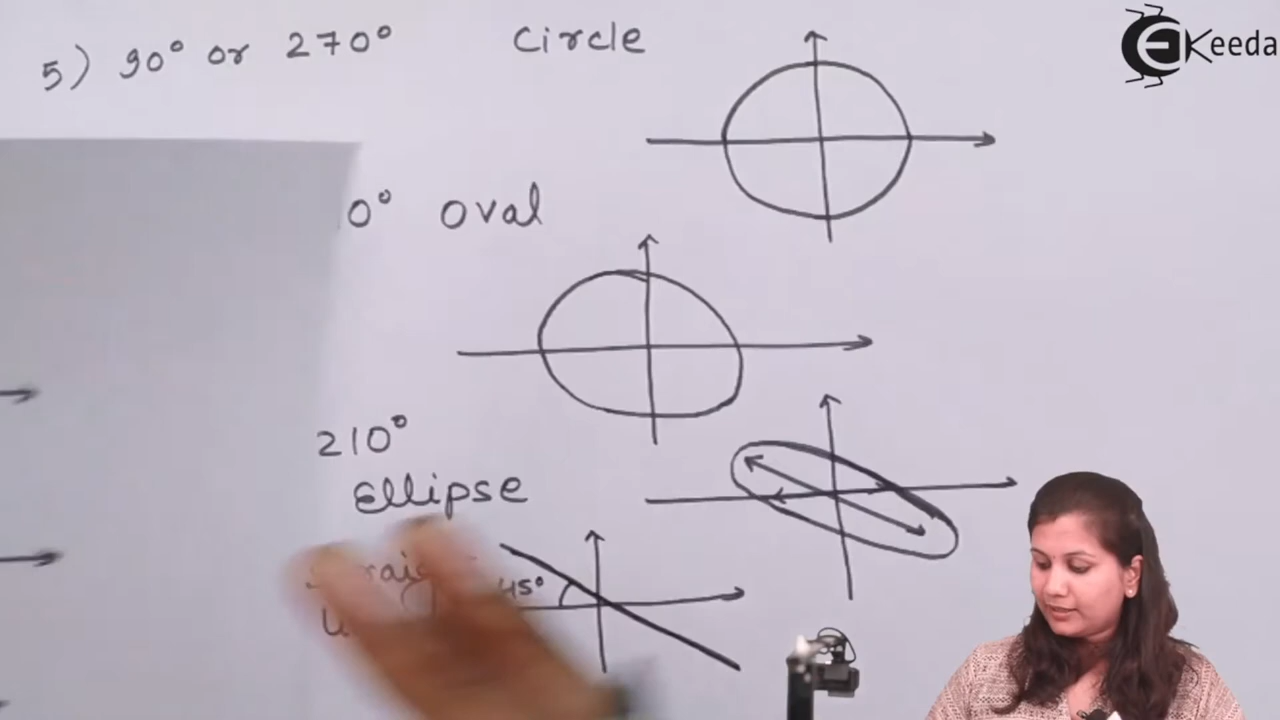 5) 90° or 270° Circle
Keeda
0° oval
210°
Ellipse
45°